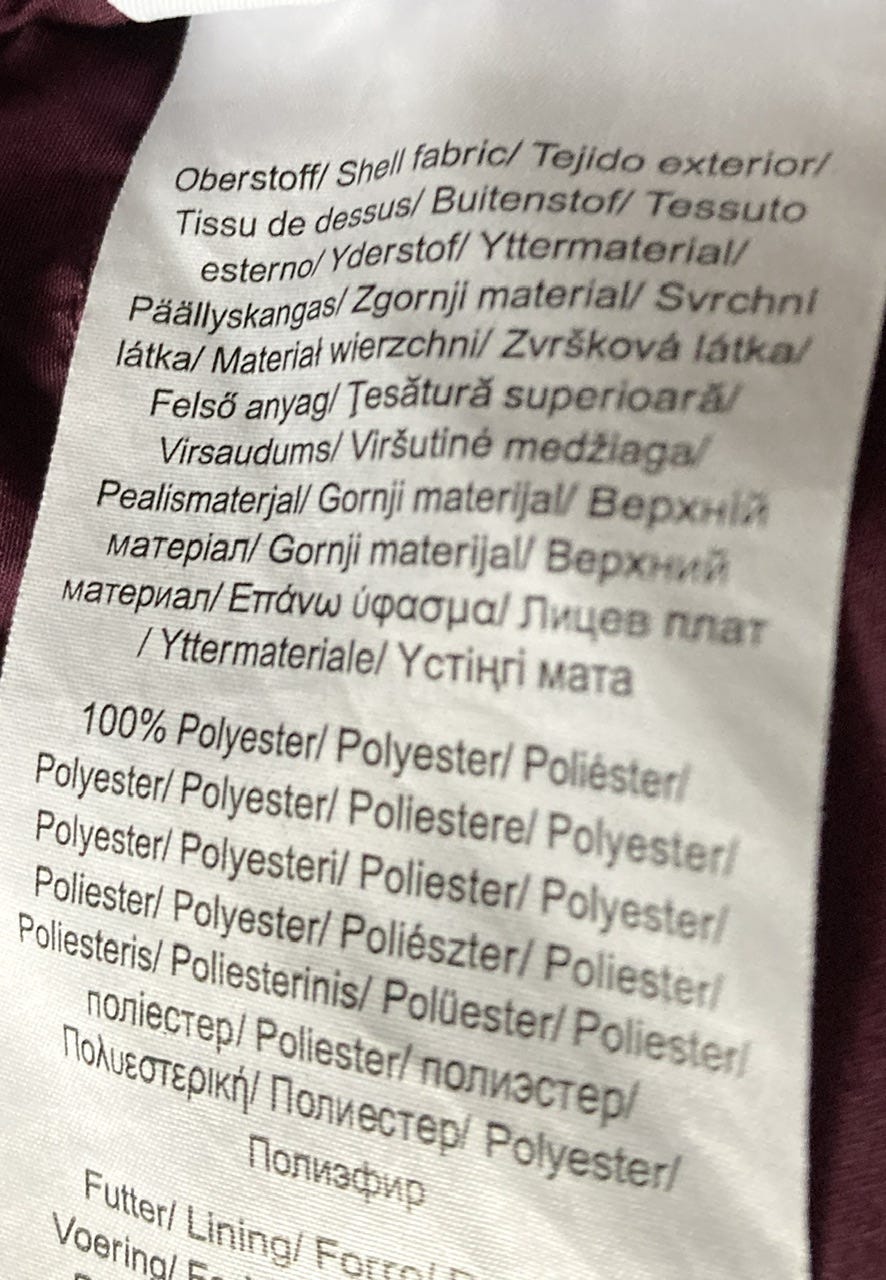 Oberstoff/ Shell fabric/ Tejido exterior/
Tissu de dessus/ Buitenstof/ Tessuto
esterno/ Yderstof/ Yttermaterial/
Päällyskangas/ Zgornji material/ Svrchní
látka/ Materiał wierzchni/ Zvršková látka/
Felső anyag/ Ţesătură superioară/
Virsaudums/ Viršutinė medžiaga/
Pealismaterjal/ Gornji materijal/ Верхній
матеріал/ Gornji materijal/ Верхний
материал/ Επάνω ύφασμα/ Лицев плат
/ Yttermateriale/ Үстіңгі мата
100% Polyester/ Polyester/ Poliéster/
Polyester/ Polyester/ Poliestere/ Polyester/
Polyester/ Polyesteri/ Poliester/ Polyester/
Poliester/ Polyester/ Poliészter/ Poliester/
Poliesteris/ Poliesterinis/ Polüester/ Poliester/
поліестер/ Poliester/ полиэстер/
Πολυεστερική/ Полиестер/ Polyester/
Полиэфир
Futter/ Lining/ Forro/
Voering/